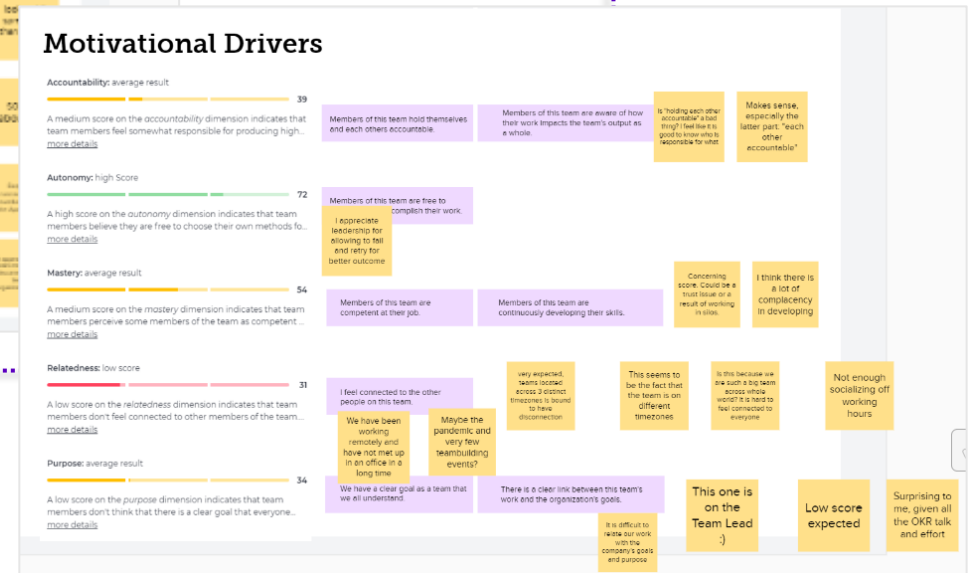 Motivational Drivers
Accountability: average result
39
A medium score on the accountability dimension indicates that
team members feel somewhat responsible for producing high...
more details
Members of this team hold themselves
and each others accountable.
Members of this team are aware of how
their work impacts the team's output as
a whole.
Is "holding each other
accountable" a bad
thing? I feel like it is
good to know who is
responsible for what
Makes sense,
especially the
latter part: "each
other
accountable"
Autonomy: high Score
72
A high score on the autonomy dimension indicates that team
members believe they are free to choose their own methods fo...
more details
Members of this team are free to
complish their work.
I appreciate
leadership for
allowing to fail
and retry for
better outcome
Mastery: average result
54
A medium score on the mastery dimension indicates that team
members perceive some members of the team as competent ...
more details
Members of this team are
competent at their job.
Members of this team are
continuously developing their skills.
Concerning
score. Could be a
trust issue or a
result of working
in silos.
I think there is
a lot of
complacency
in developing
Relatedness: low score
31
A low score on the relatedness dimension indicates that team
members don't feel connected to other members of the team...
more details
I feel connected to the other
people on this team.
very expected,
teams located
across 3 distinct
timezones is bound
to have
disconnection
This seems to
be the fact that
the team is on
different
timezones
Is this because we
are such a big team
across whole
world? It is hard to
feel connected to
everyone
Not enough
socializing off
working
hours
We have been
working
remotely and
have not met up
in an office in a
long time
Maybe the
pandemic and
very few
teambuilding
events?
Purpose: average result
34
A low score on the purpose dimension indicates that team
members don't think that there is a clear goal that everyone...
more details
We have a clear goal as a team that
we all understand.
There is a clear link between this team's
work and the organization's goals.
It is difficult to
relate our work
with the
company's goals
and purpose
This one is
on the
Team Lead
:)
Low score
expected
Surprising to
me, given all
the OKR talk
and effort